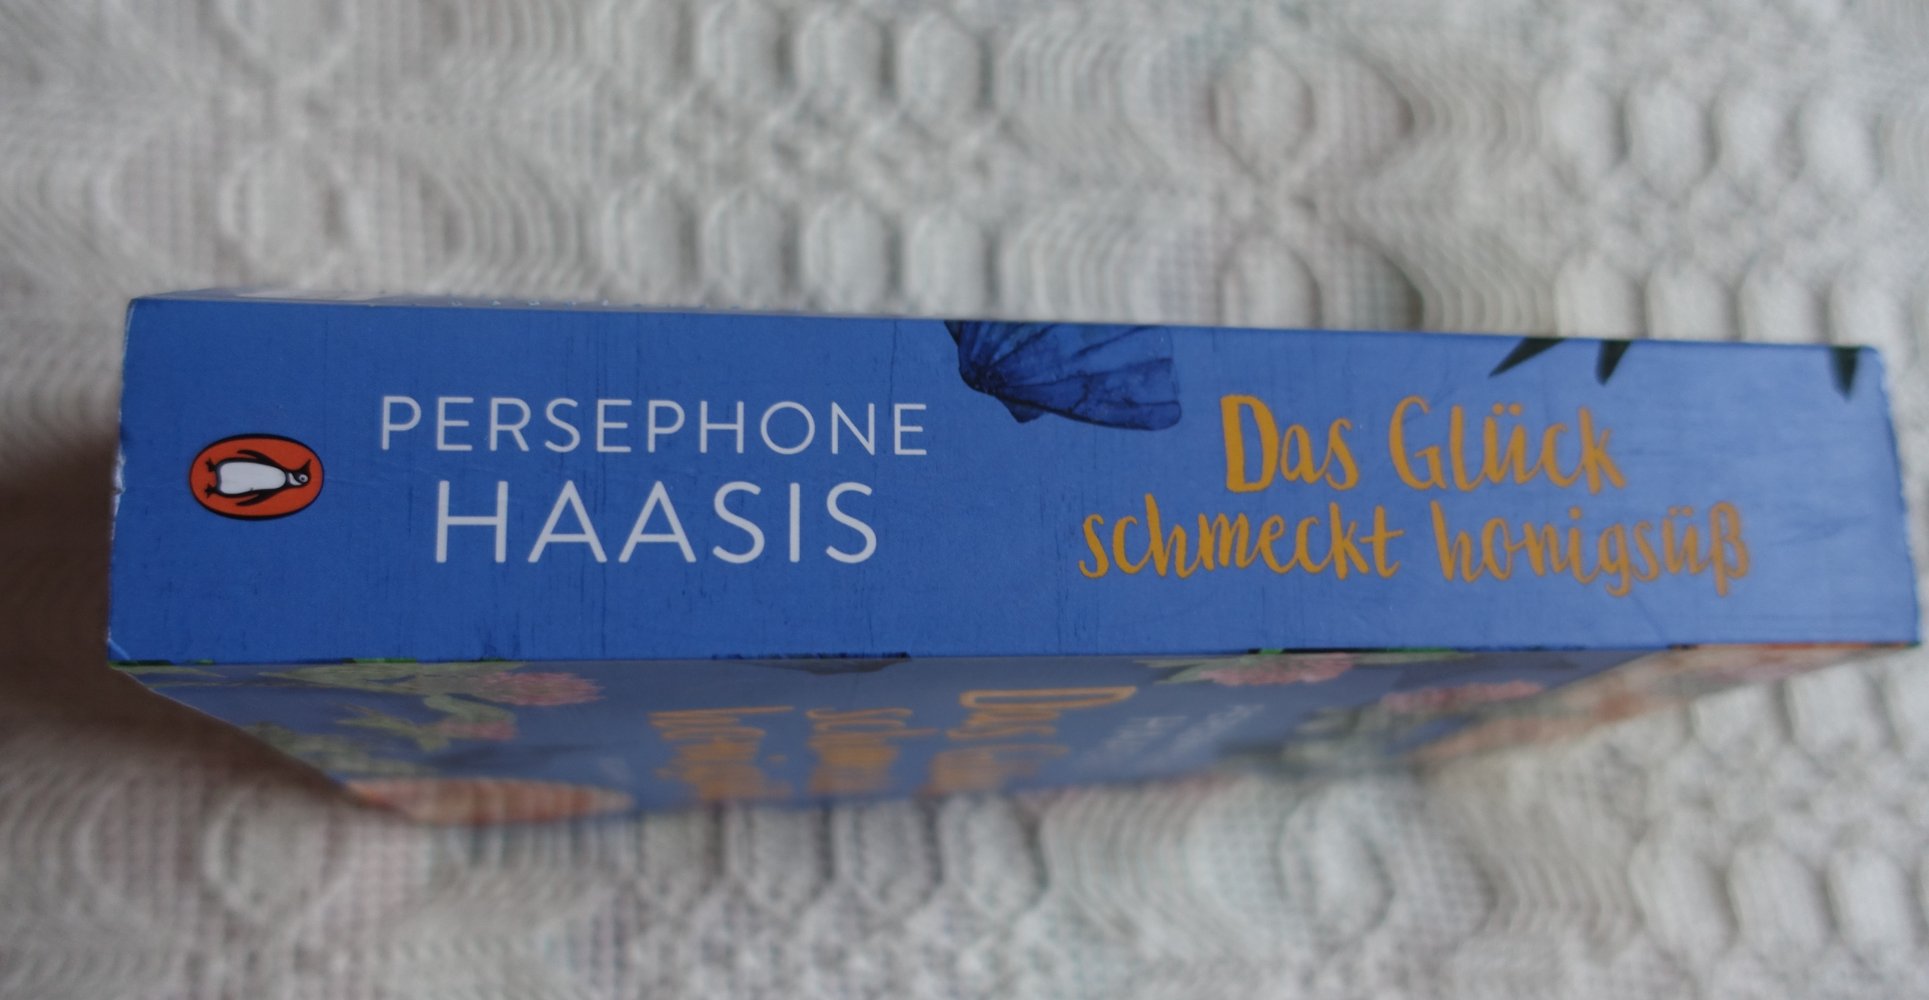 PERSEPHONE
HAASIS
Das Glück
schmeckt honigsüß